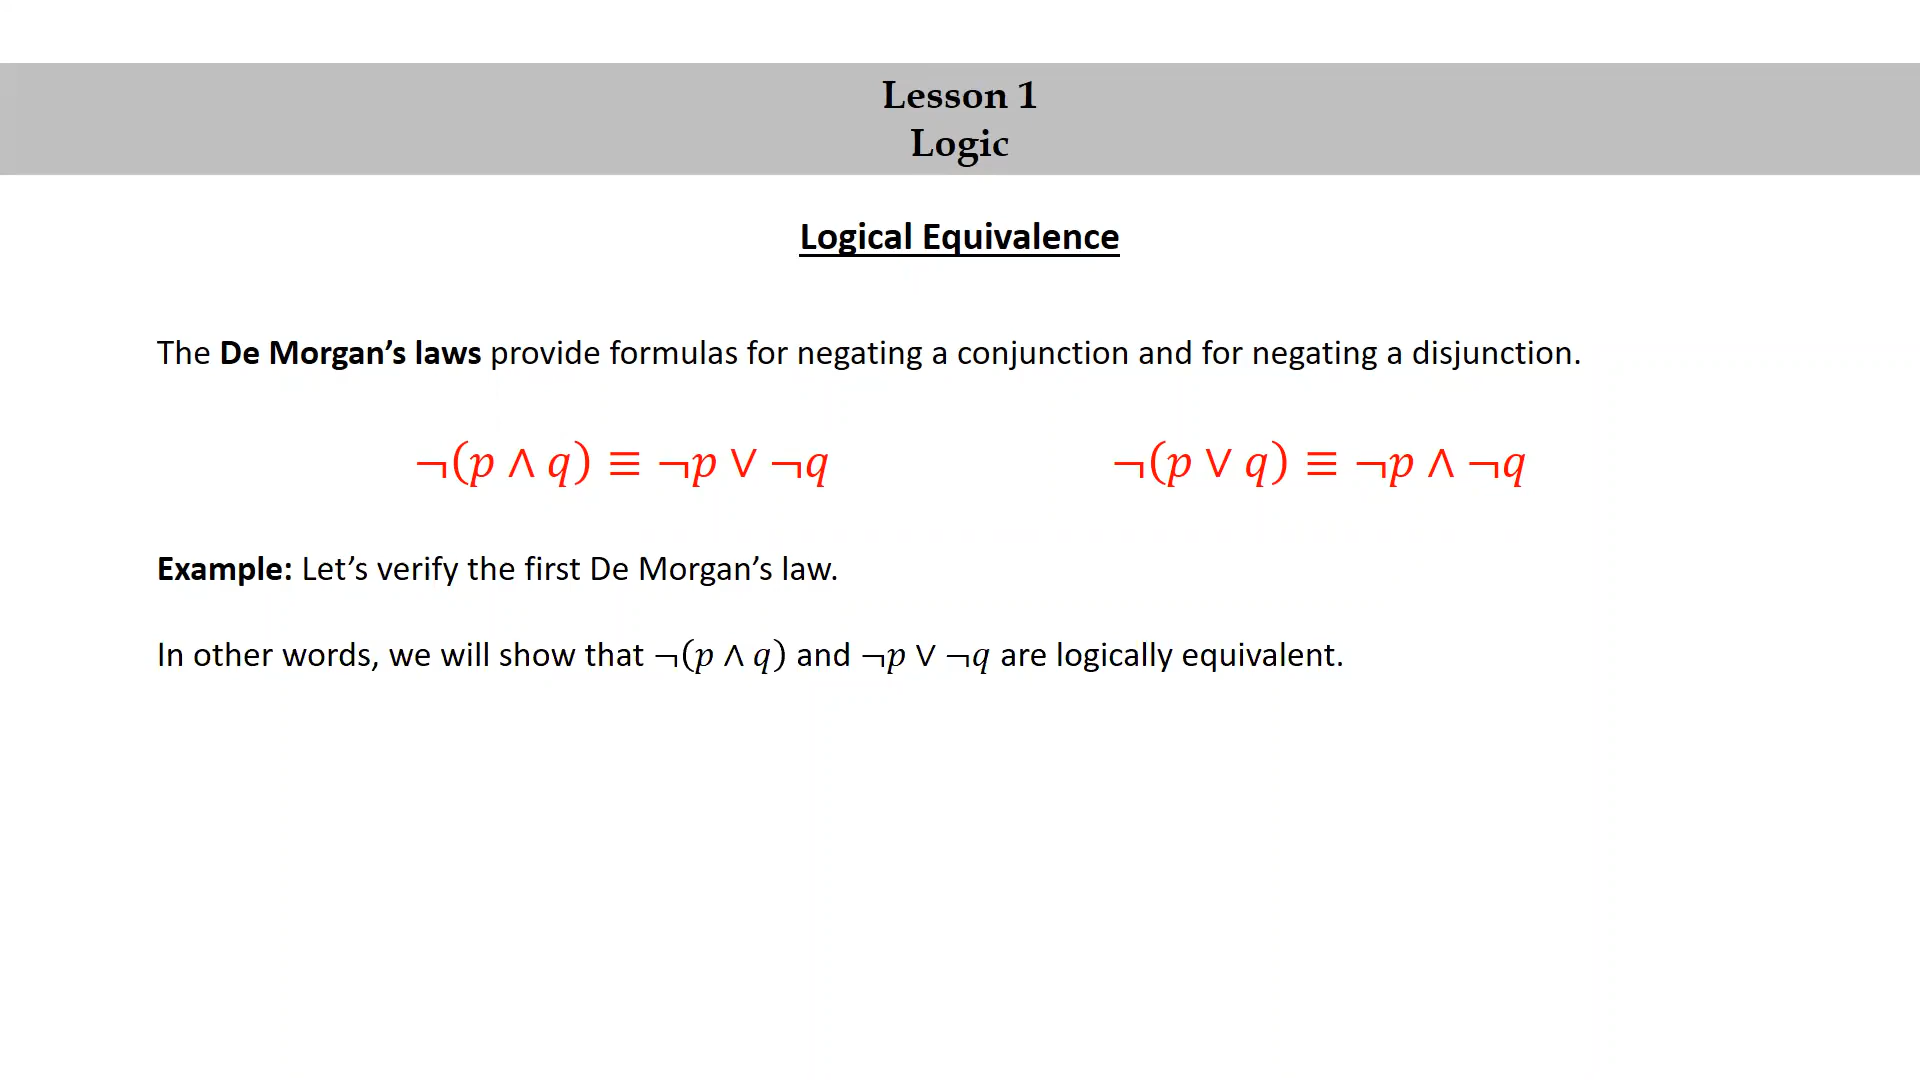 Lesson 1
Logic
Logical Equivalence
The De Morgan’s laws provide formulas for negating a conjunction and for negating a disjunction.
¬(p ∧ q) ≡ ¬p ∨ ¬q
¬(p ∨ q) ≡ ¬p ∧ ¬q
Example: Let’s verify the first De Morgan’s law.
In other words, we will show that ¬(p ∧ q) and ¬p ∨ ¬q are logically equivalent.